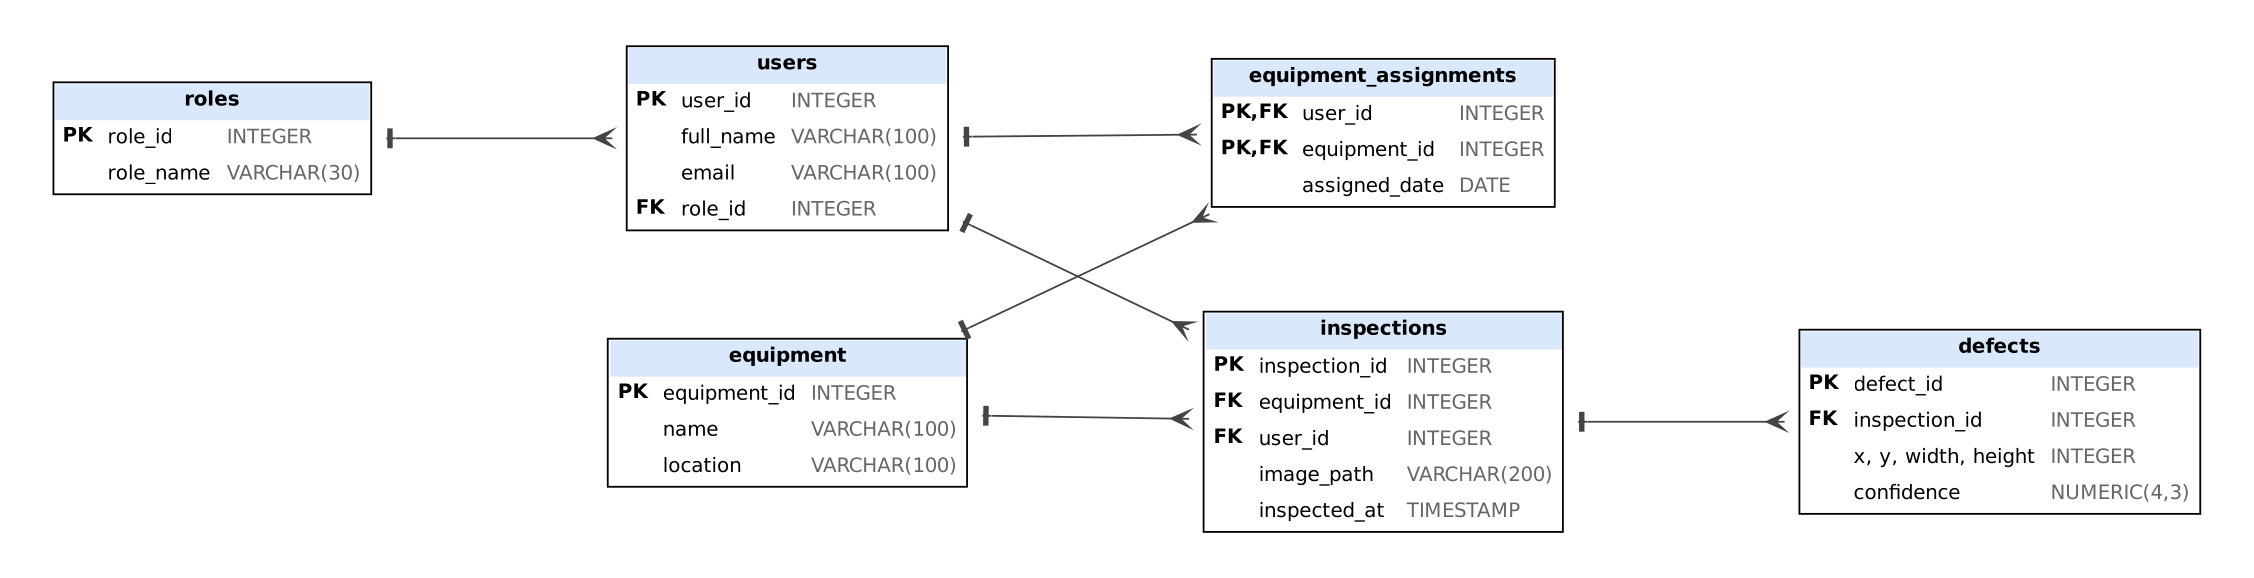 roles
PK role_id INTEGER
role_name VARCHAR(30)
users
PK user_id INTEGER
full_name VARCHAR(100)
email VARCHAR(100)
FK role_id INTEGER
equipment_assignments
PK,FK user_id INTEGER
PK,FK equipment_id INTEGER
assigned_date DATE
equipment
PK equipment_id INTEGER
name VARCHAR(100)
location VARCHAR(100)
inspections
PK inspection_id INTEGER
FK equipment_id INTEGER
FK user_id INTEGER
image_path VARCHAR(200)
inspected_at TIMESTAMP
defects
PK defect_id INTEGER
FK inspection_id INTEGER
x, y, width, height INTEGER
confidence NUMERIC(4,3)